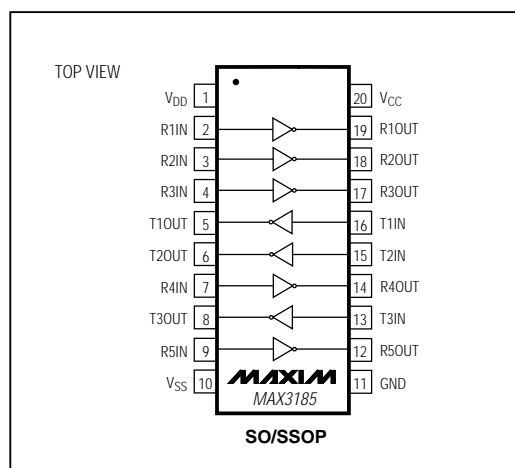 TOP VIEW
VDD 1 20 VCC
R1IN 2 19 R1OUT
R2IN 3 18 R2OUT
R3IN 4 17 R3OUT
T1OUT 5 16 T1IN
T2OUT 6 15 T2IN
R4IN 7 14 R4OUT
T3OUT 8 13 T3IN
R5IN 9 12 R5OUT
VSS 10 MAXIM 11 GND
MAX3185
SO/SSOP